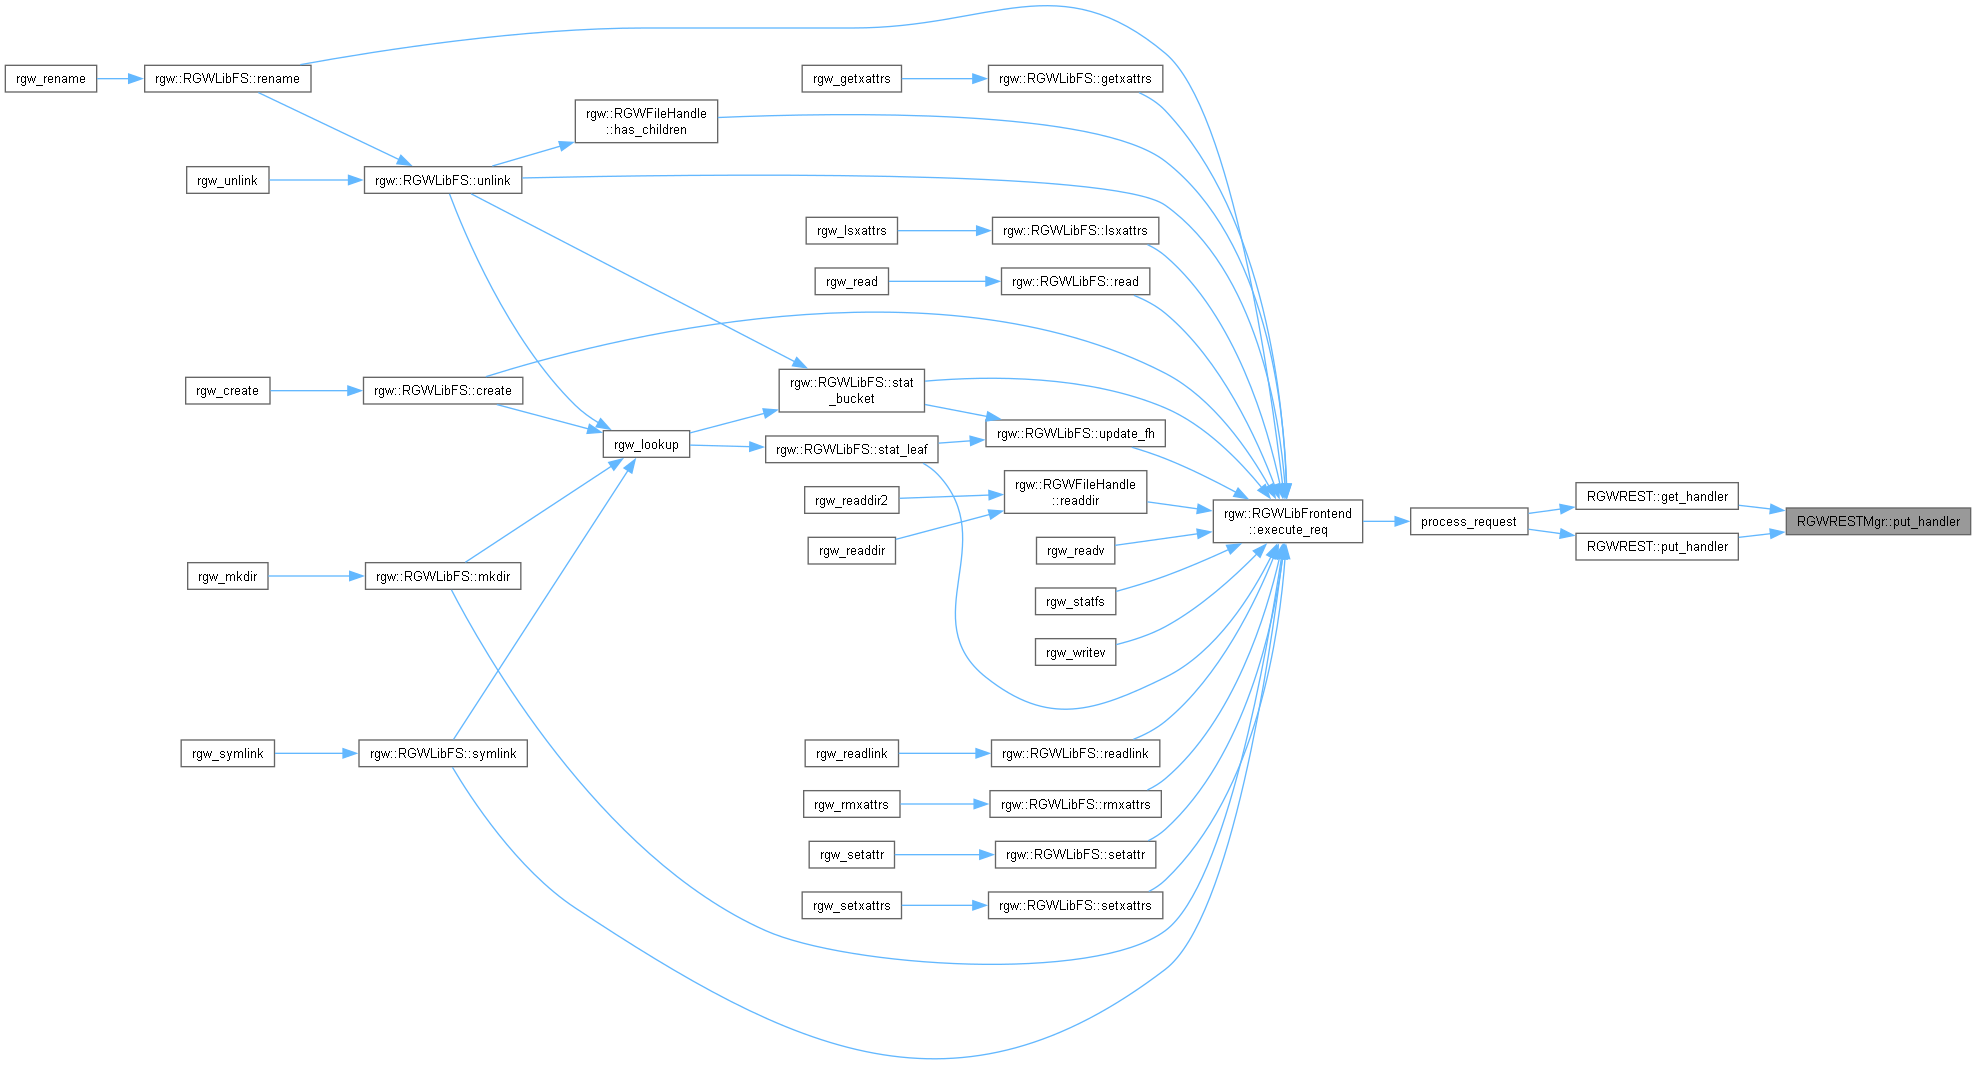 rgw_rename
rgw::RGWLibFS::rename
rgw_getxattrs
rgw::RGWLibFS::getxattrs
rgw::RGWFileHandle
::has_children
rgw_unlink
rgw::RGWLibFS::unlink
rgw_lsxattrs
rgw::RGWLibFS::lsxattrs
rgw_read
rgw::RGWLibFS::read
rgw_create
rgw::RGWLibFS::create
rgw::RGWLibFS::stat
_bucket
rgw_lookup
rgw::RGWLibFS::stat_leaf
rgw::RGWLibFS::update_fh
rgw_readdir2
rgw::RGWFileHandle
::readdir
rgw_readdir
rgw_readv
rgw::RGWLibFrontend
::execute_req
process_request
RGWREST::get_handler
RGWREST::put_handler
RGWRESTMgr::put_handler
rgw_mkdir
rgw::RGWLibFS::mkdir
rgw_statfs
rgw_writev
rgw_symlink
rgw::RGWLibFS::symlink
rgw_readlink
rgw::RGWLibFS::readlink
rgw_rmxattrs
rgw::RGWLibFS::rmxattrs
rgw_setattr
rgw::RGWLibFS::setattr
rgw_setxattrs
rgw::RGWLibFS::setxattrs